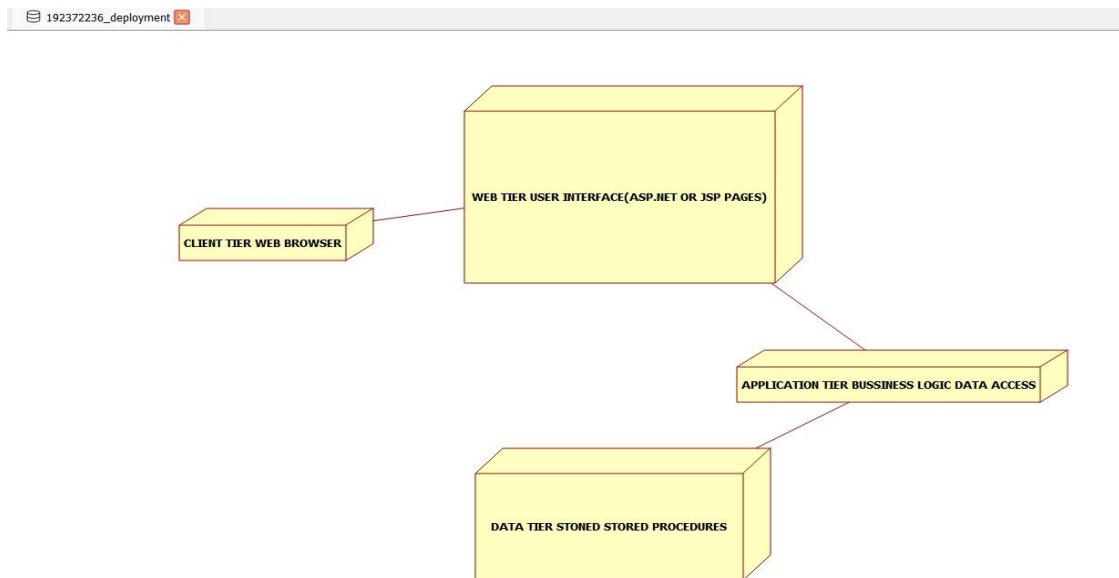 192372236_deployment
WEB TIER USER INTERFACE(ASP.NET OR JSP PAGES)
CLIENT TIER WEB BROWSER
APPLICATION TIER BUSSINESS LOGIC DATA ACCESS
DATA TIER STONED STORED PROCEDURES